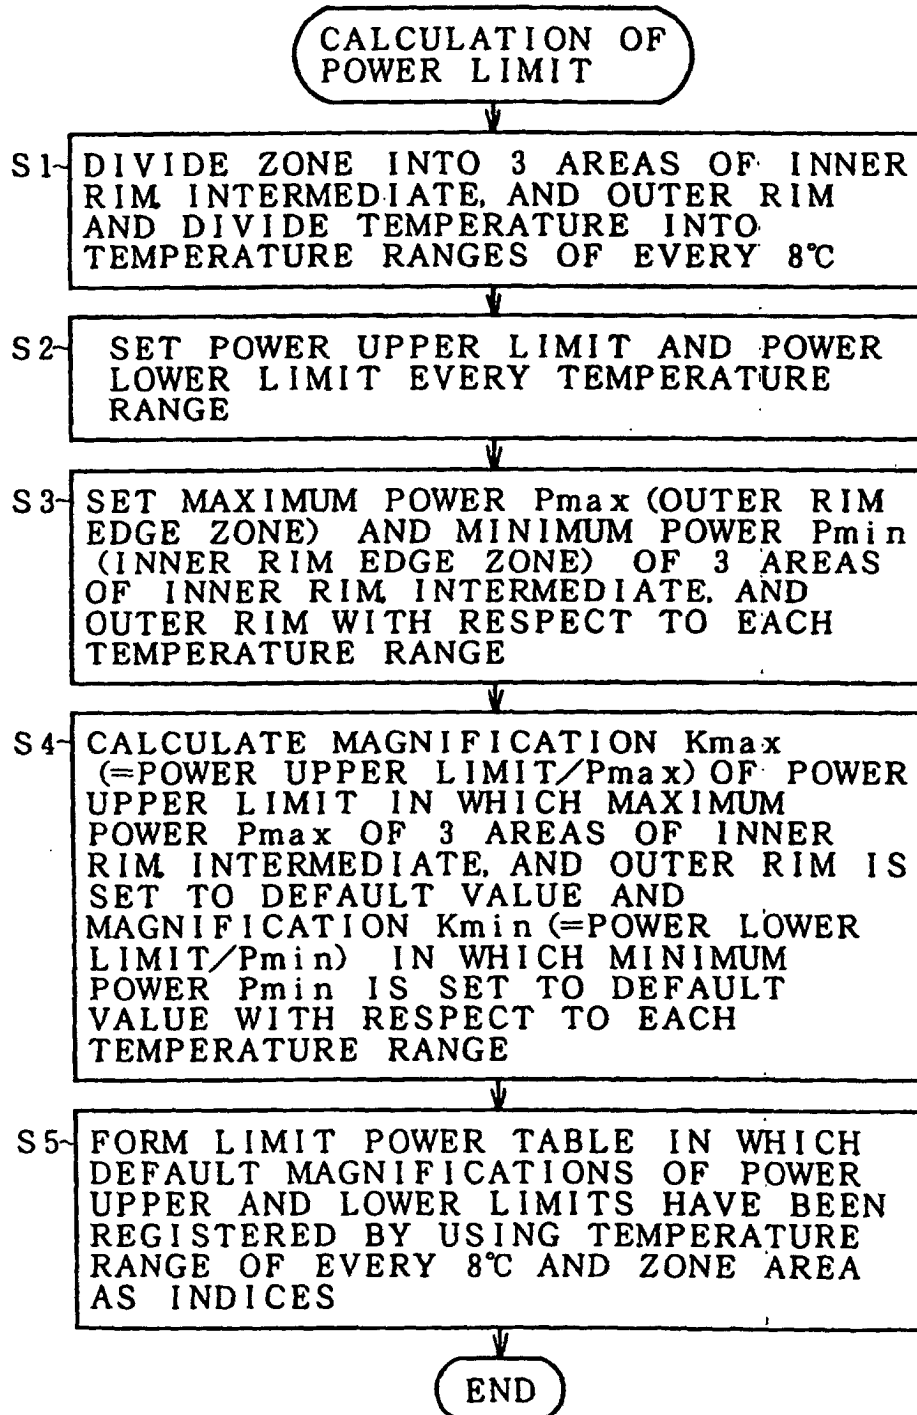 CALCULATION OF
POWER LIMIT
S1
DIVIDE ZONE INTO 3 AREAS OF INNER
RIM, INTERMEDIATE, AND OUTER RIM
AND DIVIDE TEMPERATURE INTO
TEMPERATURE RANGES OF EVERY 8℃
S2
SET POWER UPPER LIMIT AND POWER
LOWER LIMIT EVERY TEMPERATURE
RANGE
S3
SET MAXIMUM POWER Pmax (OUTER RIM
EDGE ZONE) AND MINIMUM POWER Pmin
(INNER RIM EDGE ZONE) OF 3 AREAS
OF INNER RIM, INTERMEDIATE, AND
OUTER RIM WITH RESPECT TO EACH
TEMPERATURE RANGE
S4
CALCULATE MAGNIFICATION Kmax
(=POWER UPPER LIMIT/Pmax) OF POWER
UPPER LIMIT IN WHICH MAXIMUM
POWER Pmax OF 3 AREAS OF INNER
RIM, INTERMEDIATE, AND OUTER RIM IS
SET TO DEFAULT VALUE AND
MAGNIFICATION Kmin (=POWER LOWER
LIMIT/Pmin) IN WHICH MINIMUM
POWER Pmin IS SET TO DEFAULT
VALUE WITH RESPECT TO EACH
TEMPERATURE RANGE
S5
FORM LIMIT POWER TABLE IN WHICH
DEFAULT MAGNIFICATIONS OF POWER
UPPER AND LOWER LIMITS HAVE BEEN
REGISTERED BY USING TEMPERATURE
RANGE OF EVERY 8℃ AND ZONE AREA
AS INDICES
END